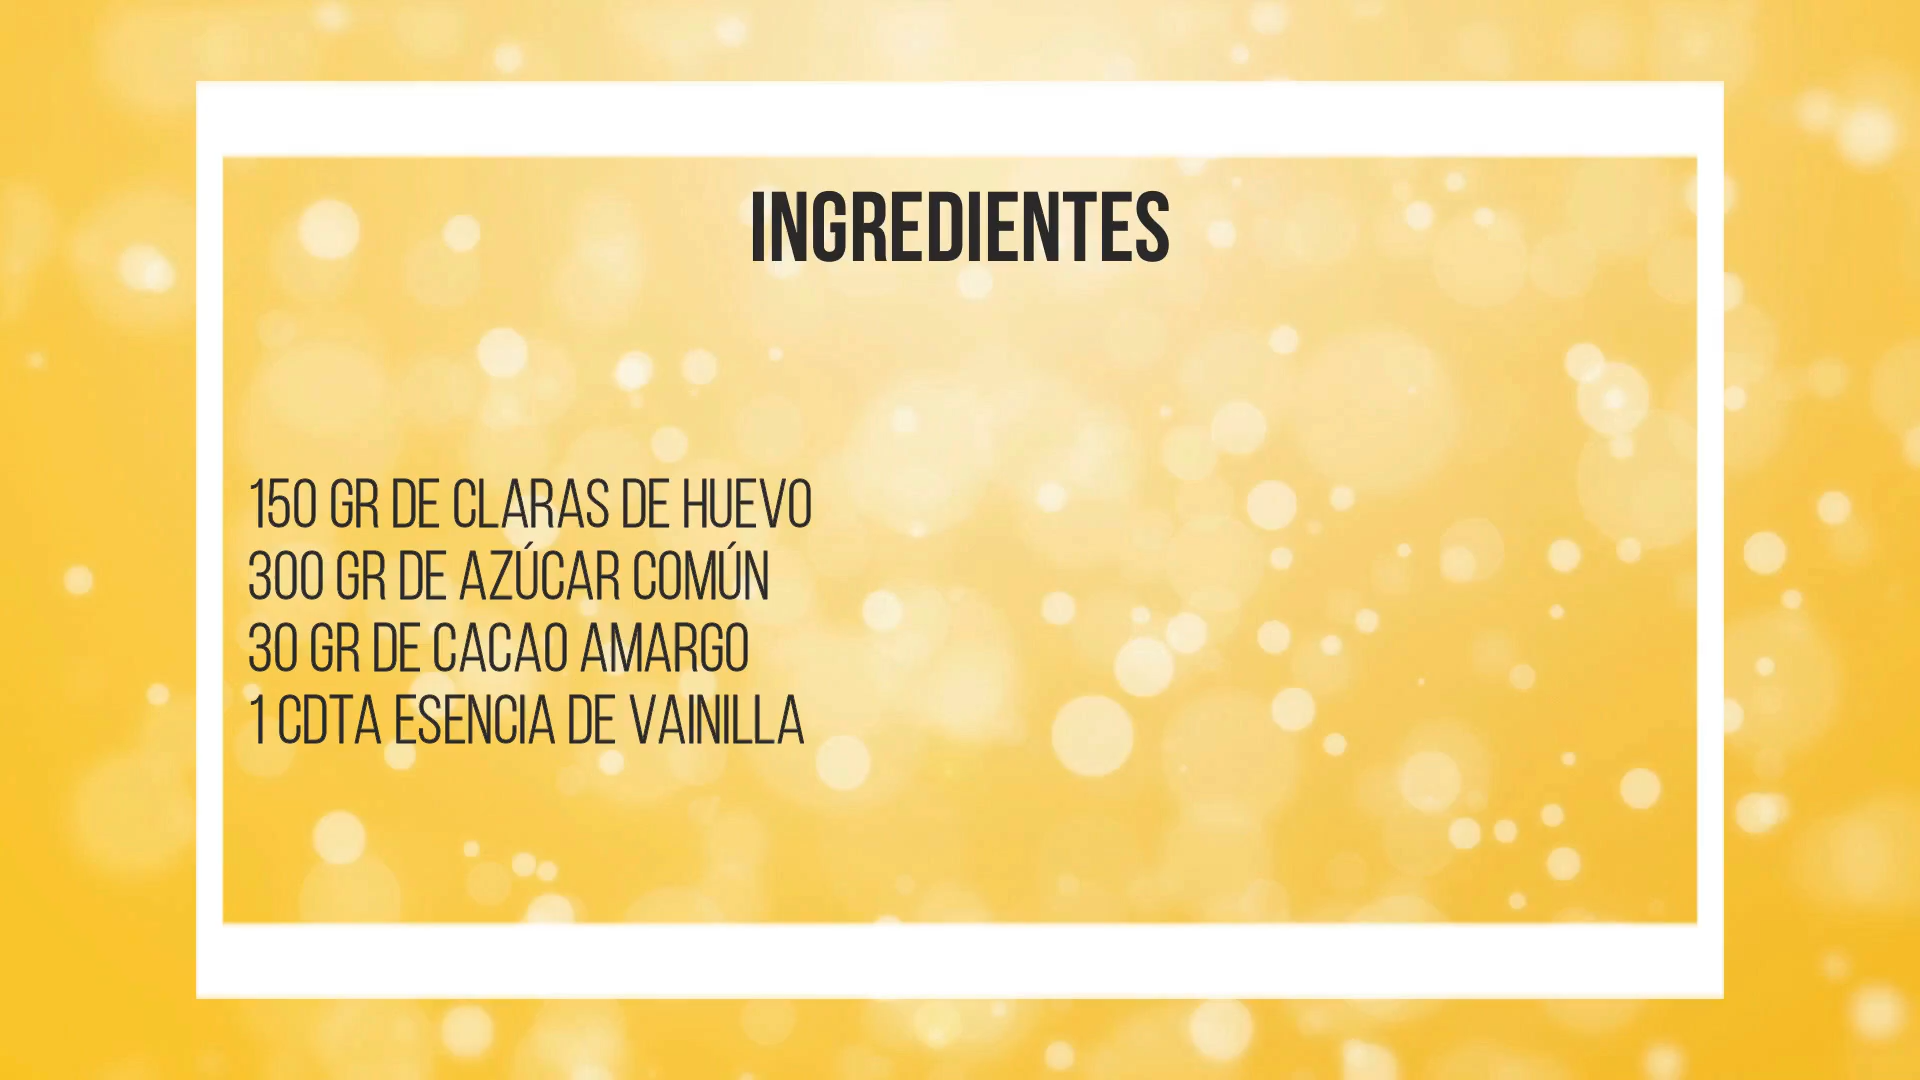 INGREDIENTES
150 GR DE CLARAS DE HUEVO
300 GR DE AZÚCAR COMÚN
30 GR DE CACAO AMARGO
1 CDTA ESENCIA DE VAINILLA